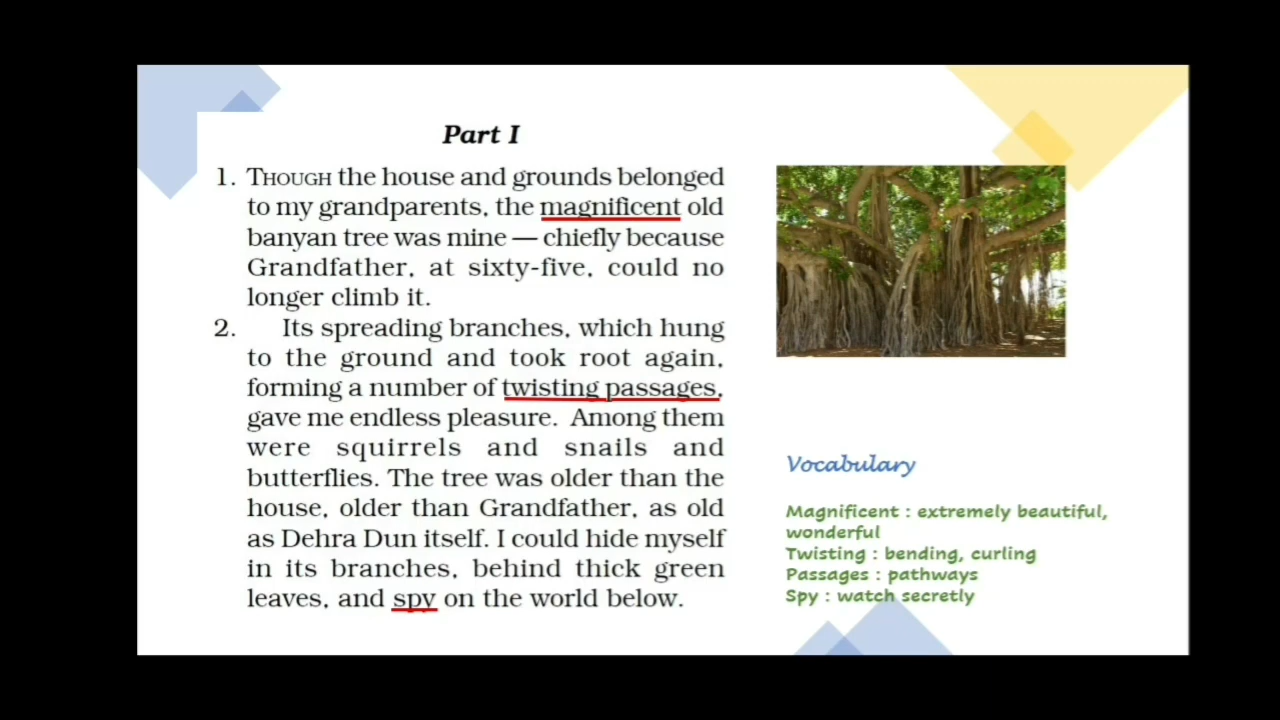 Part I
1. THOUGH the house and grounds belonged
to my grandparents, the magnificent old
banyan tree was mine — chiefly because
Grandfather, at sixty-five, could no
longer climb it.
2. Its spreading branches, which hung
to the ground and took root again,
forming a number of twisting passages,
gave me endless pleasure. Among them
were squirrels and snails and
butterflies. The tree was older than the
house, older than Grandfather, as old
as Dehra Dun itself. I could hide myself
in its branches, behind thick green
leaves, and spy on the world below.
Vocabulary
Magnificent : extremely beautiful,
wonderful
Twisting : bending, curling
Passages : pathways
Spy : watch secretly